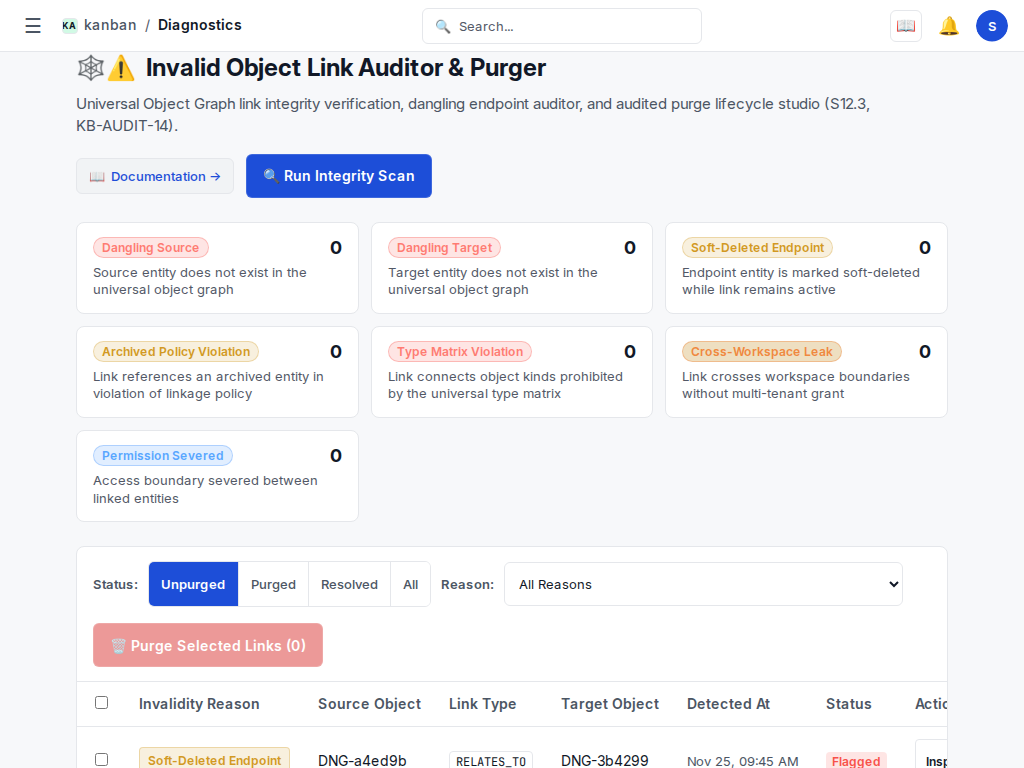 ☰ KA kanban / Diagnostics
🔍 Search...
📖 🔔 S
🕸️⚠️ Invalid Object Link Auditor & Purger
Universal Object Graph link integrity verification, dangling endpoint auditor, and audited purge lifecycle studio (S12.3,
KB-AUDIT-14).
📖 Documentation →
🔍 Run Integrity Scan
Dangling Source 0
Source entity does not exist in the
universal object graph
Dangling Target 0
Target entity does not exist in the
universal object graph
Soft-Deleted Endpoint 0
Endpoint entity is marked soft-deleted
while link remains active
Archived Policy Violation 0
Link references an archived entity in
violation of linkage policy
Type Matrix Violation 0
Link connects object kinds prohibited
by the universal type matrix
Cross-Workspace Leak 0
Link crosses workspace boundaries
without multi-tenant grant
Permission Severed 0
Access boundary severed between
linked entities
Status: Unpurged Purged Resolved All Reason: All Reasons
🗑️ Purge Selected Links (0)
Invalidity Reason Source Object Link Type Target Object Detected At Status Actio
Soft-Deleted Endpoint DNG-a4ed9b RELATES_TO DNG-3b4299 Nov 25, 09:45 AM Flagged Insp